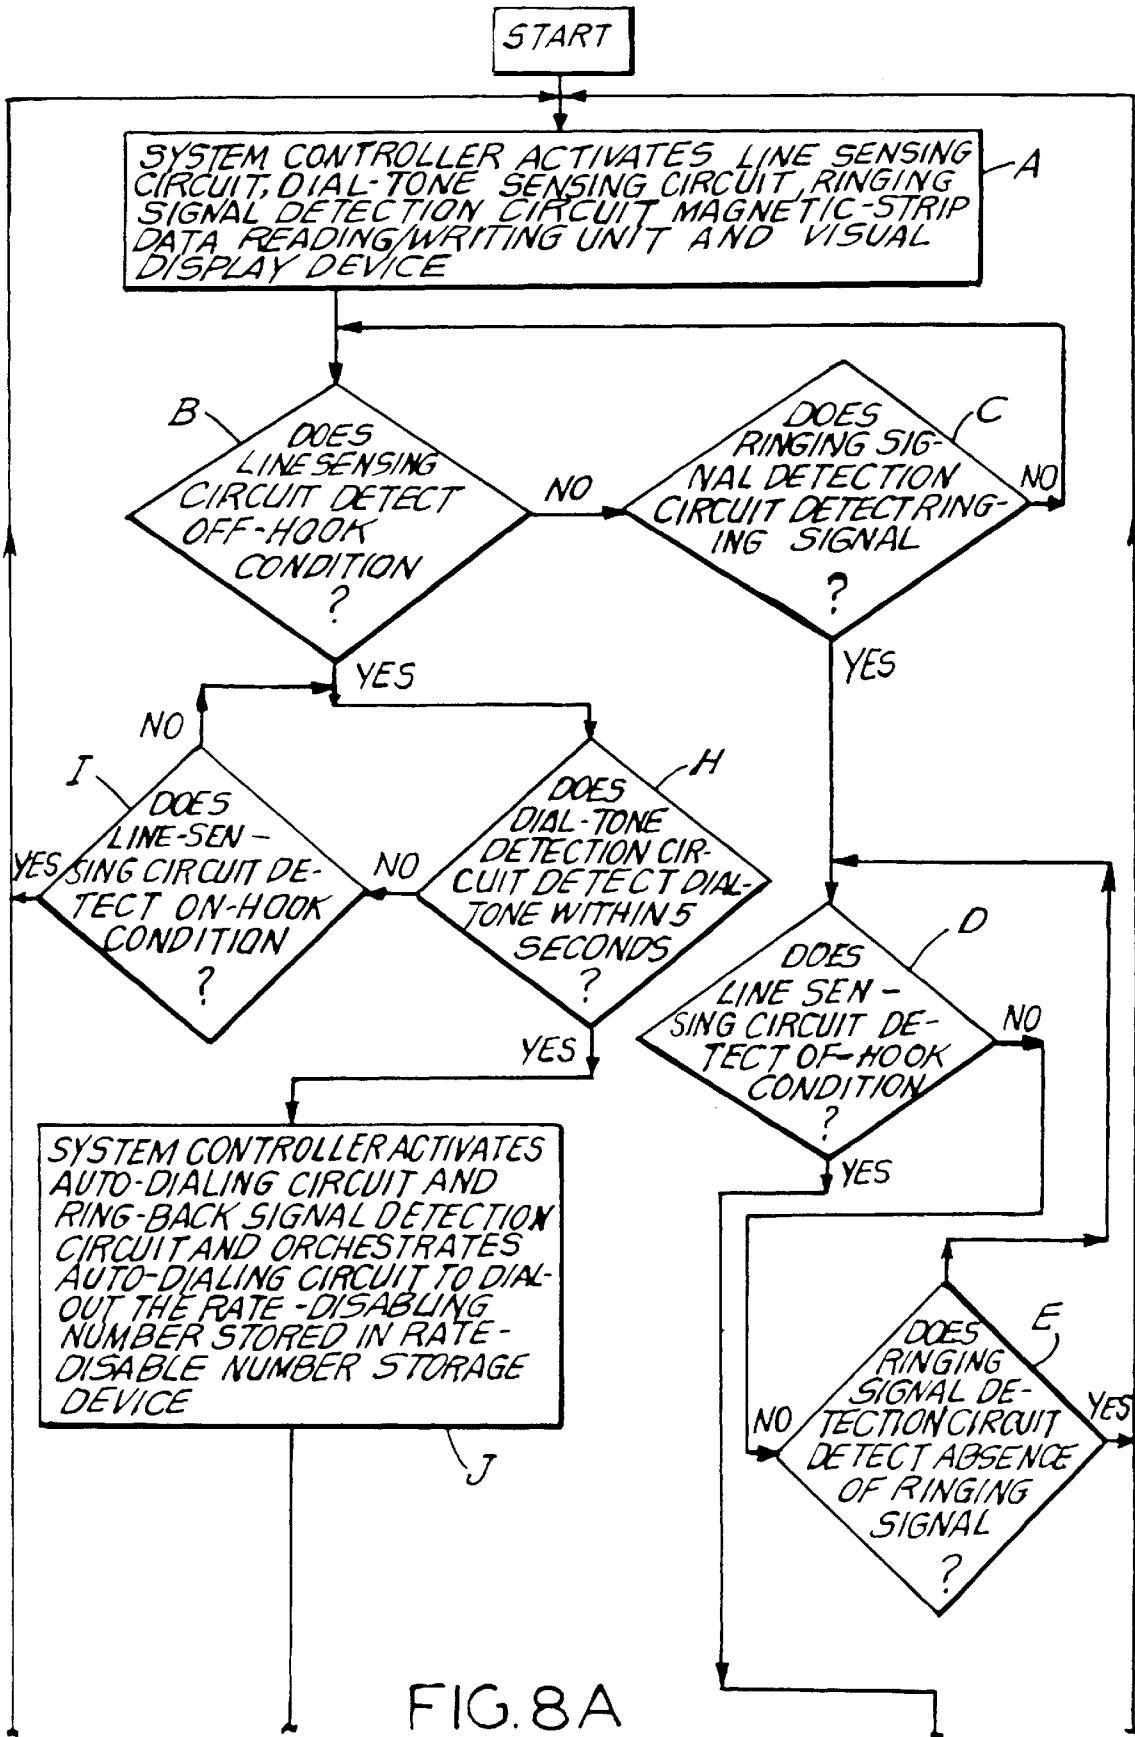 START
SYSTEM CONTROLLER ACTIVATES LINE SENSING
CIRCUIT, DIAL-TONE SENSING CIRCUIT, RINGING
SIGNAL DETECTION CIRCUIT MAGNETIC-STRIP
DATA READING/WRITING UNIT AND VISUAL
DISPLAY DEVICE
A
B
DOES
LINE SENSING
CIRCUIT DETECT
OFF-HOOK
CONDITION
?
NO
C
DOES
RINGING SIG-
NAL DETECTION
CIRCUIT DETECT RING-
ING SIGNAL
?
NO
YES
YES
NO
I
DOES
LINE-SEN-
SING CIRCUIT DE-
TECT ON-HOOK
CONDITION
?
YES
NO
H
DOES
DIAL-TONE
DETECTION CIR-
CUIT DETECT DIAL-
TONE WITHIN 5
SECONDS
?
YES
D
DOES
LINE SEN-
SING CIRCUIT DE-
TECT OF-HOOK
CONDITION
?
NO
YES
SYSTEM CONTROLLER ACTIVATES
AUTO-DIALING CIRCUIT AND
RING-BACK SIGNAL DETECTION
CIRCUIT AND ORCHESTRATES
AUTO-DIALING CIRCUIT TO DIAL-
OUT THE RATE-DISABLING
NUMBER STORED IN RATE-
DISABLE NUMBER STORAGE
DEVICE
J
E
DOES
RINGING
SIGNAL DE-
TECTION CIRCUIT
DETECT ABSENCE
OF RINGING
SIGNAL
?
NO
YES
FIG. 8A